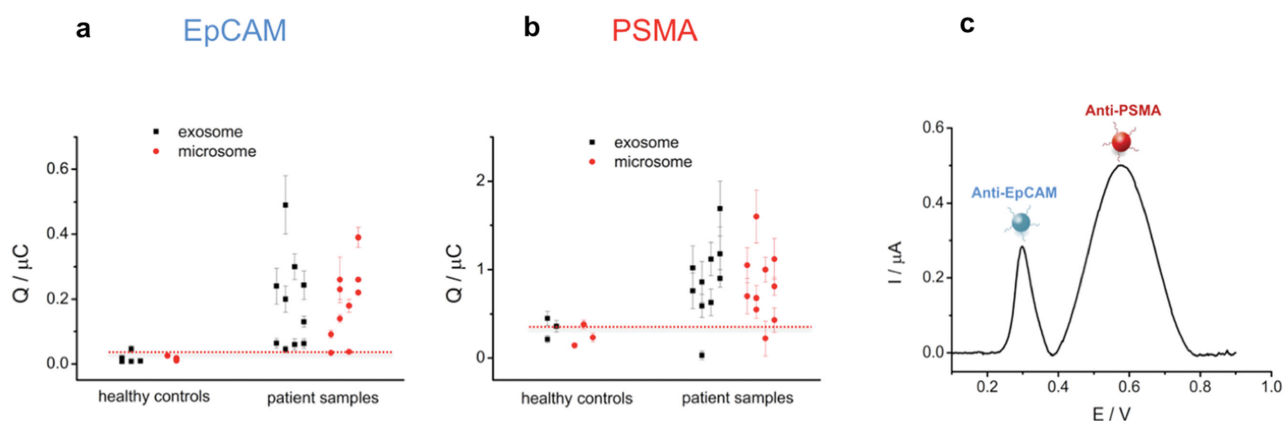 a EpCAM
exosome
microsome
Q / μC
0.6
0.4
0.2
0.0
healthy controls patient samples
b PSMA
exosome
microsome
Q / μC
2
1
0
healthy controls patient samples
c
Anti-PSMA
Anti-EpCAM
I / μA
0.6
0.4
0.2
0.0
0.2 0.4 0.6 0.8 1.0
E / V